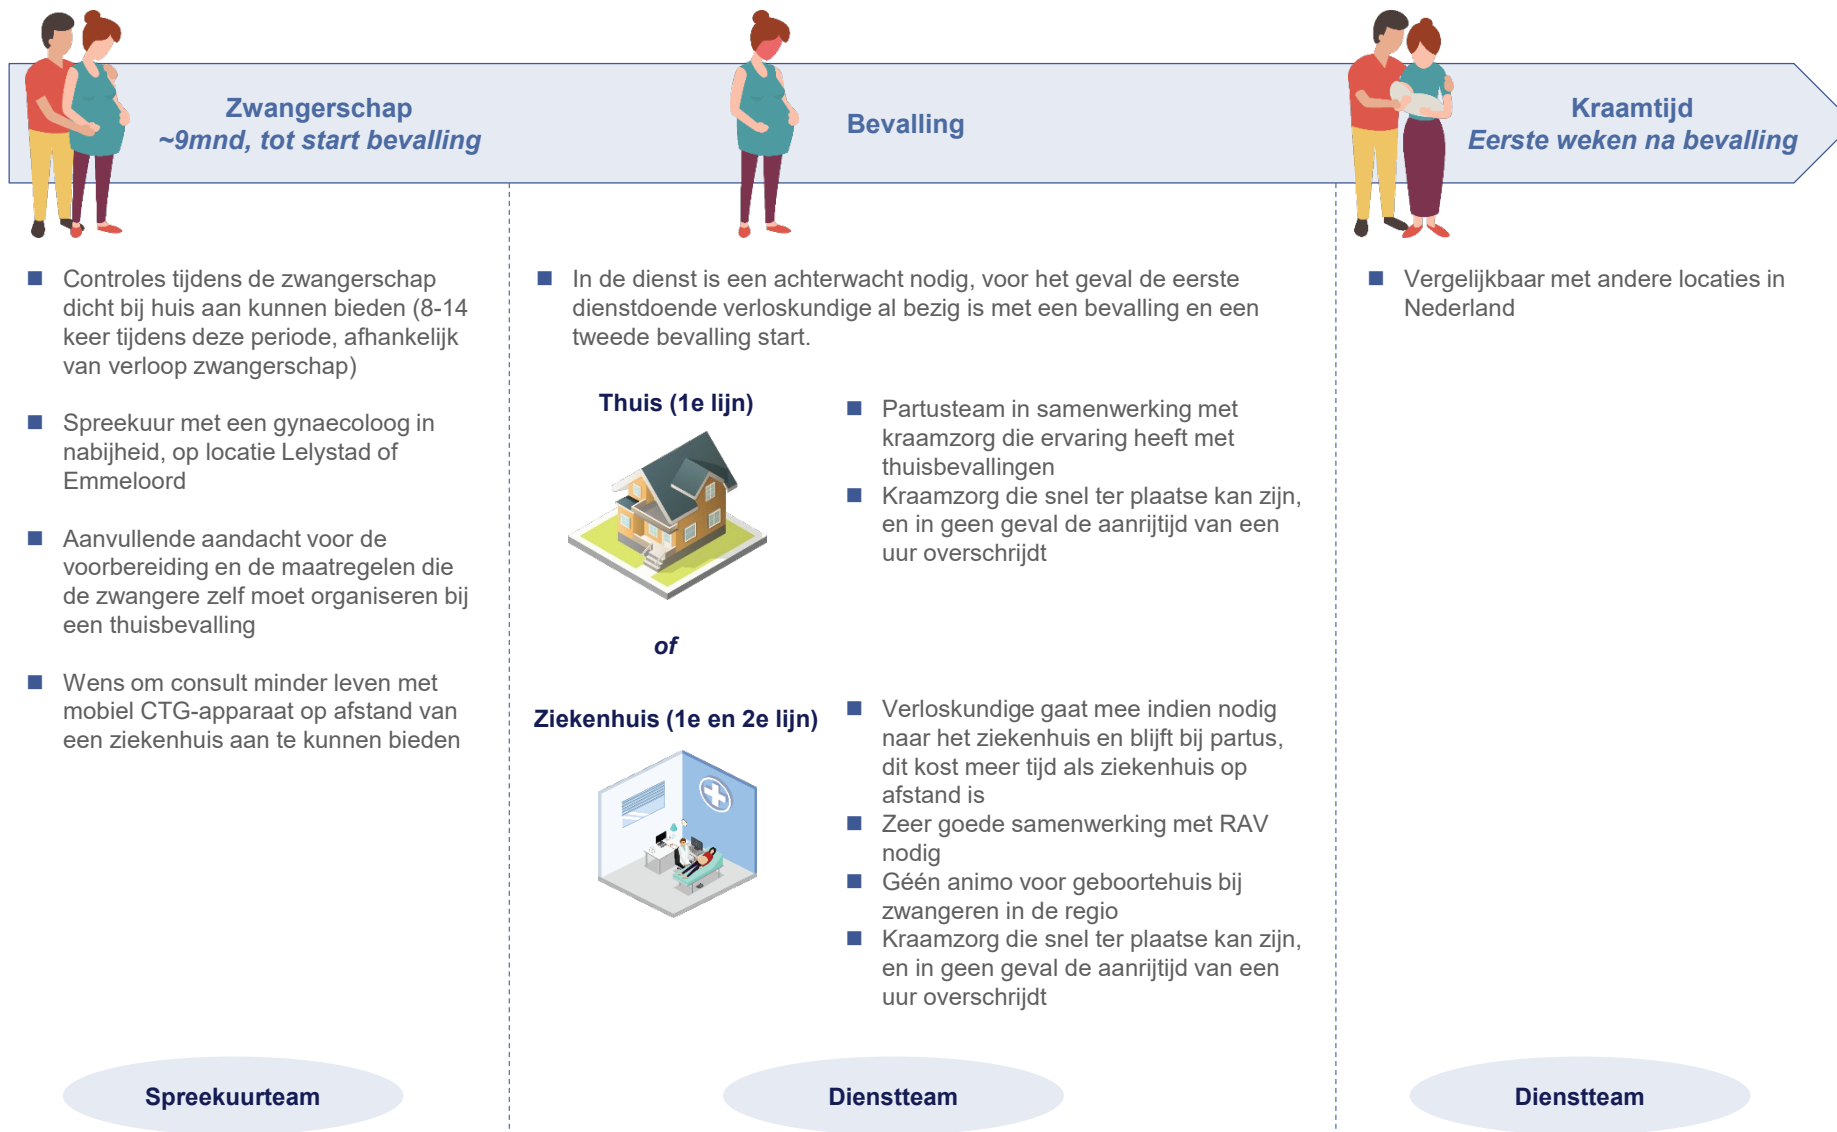 Zwangerschap
~9mnd, tot start bevalling
Bevalling
Kraamtijd
Eerste weken na bevalling
■ Controles tijdens de zwangerschap
dicht bij huis aan kunnen bieden (8-14
keer tijdens deze periode, afhankelijk
van verloop zwangerschap)
■ Spreekuur met een gynaecoloog in
nabijheid, op locatie Lelystad of
Emmeloord
■ Aanvullende aandacht voor de
voorbereiding en de maatregelen die
de zwangere zelf moet organiseren bij
een thuisbevalling
■ Wens om consult minder leven met
mobiel CTG-apparaat op afstand van
een ziekenhuis aan te kunnen bieden
■ In de dienst is een achterwacht nodig, voor het geval de eerste
dienstdoende verloskundige al bezig is met een bevalling en een
tweede bevalling start.
Thuis (1e lijn)
■ Partusteam in samenwerking met
kraamzorg die ervaring heeft met
thuisbevallingen
■ Kraamzorg die snel ter plaatse kan zijn,
en in geen geval de aanrijtijd van een
uur overschrijdt
of
Ziekenhuis (1e en 2e lijn)
■ Verloskundige gaat mee indien nodig
naar het ziekenhuis en blijft bij partus,
dit kost meer tijd als ziekenhuis op
afstand is
■ Zeer goede samenwerking met RAV
nodig
■ Géén animo voor geboortehuis bij
zwangeren in de regio
■ Kraamzorg die snel ter plaatse kan zijn,
en in geen geval de aanrijtijd van een
uur overschrijdt
■ Vergelijkbaar met andere locaties in
Nederland
Spreekuurteam
Dienstteam
Dienstteam